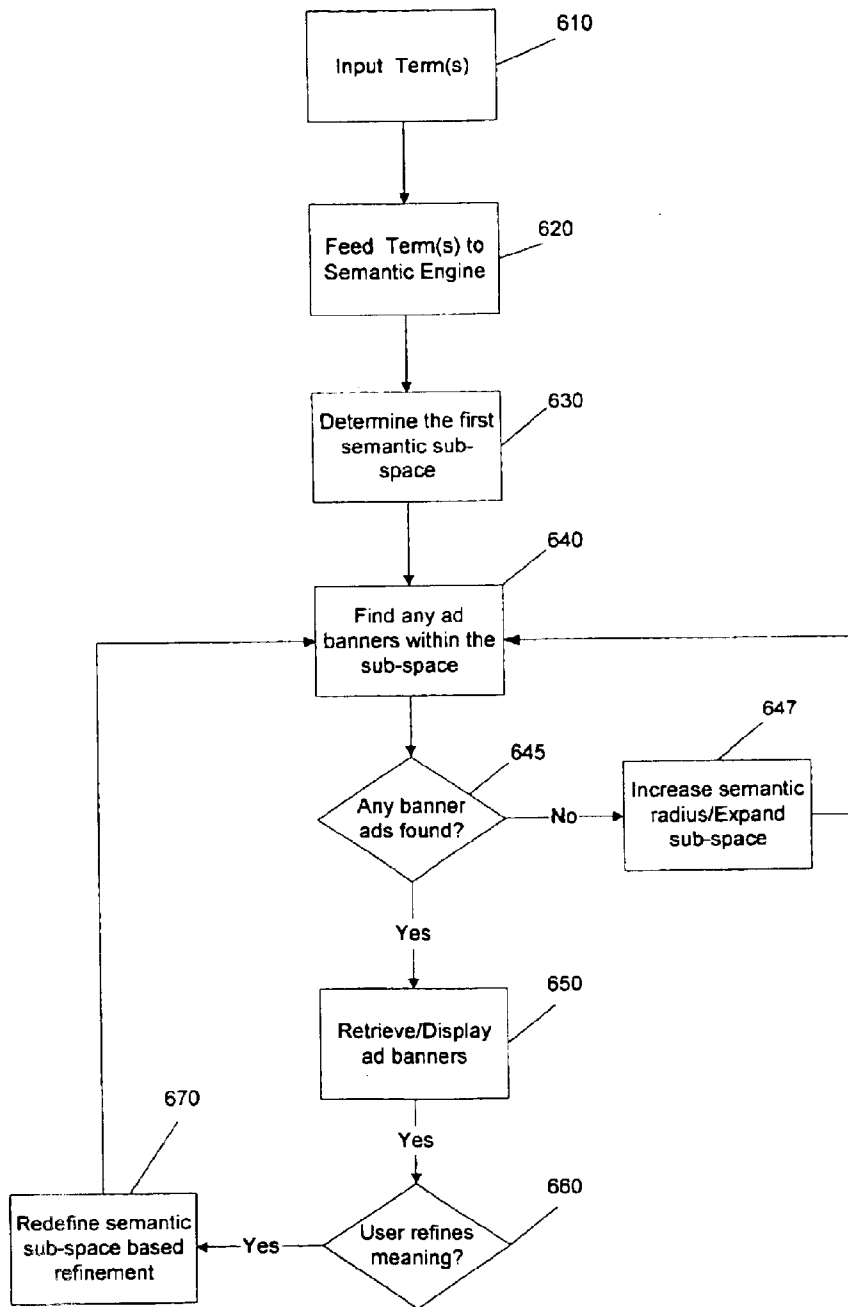 610
Input Term(s)
620
Feed Term(s) to
Semantic Engine
630
Determine the first
semantic sub-
space
640
Find any ad
banners within the
sub-space
645
Any banner
ads found?
No
647
Increase semantic
radius/Expand
sub-space
Yes
650
Retrieve/Display
ad banners
Yes
660
User refines
meaning?
Yes
670
Redefine semantic
sub-space based
refinement